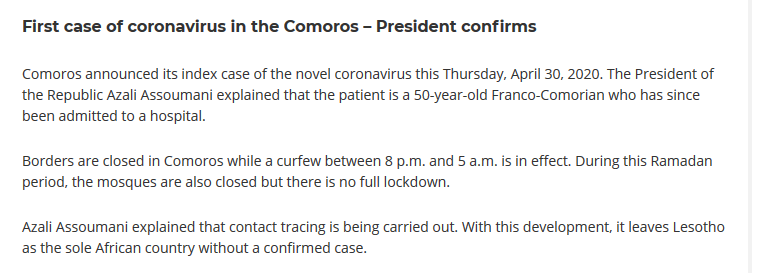 First case of coronavirus in the Comoros – President confirms
Comoros announced its index case of the novel coronavirus this Thursday, April 30, 2020. The President of
the Republic Azali Assoumani explained that the patient is a 50-year-old Franco-Comorian who has since
been admitted to a hospital.
Borders are closed in Comoros while a curfew between 8 p.m. and 5 a.m. is in effect. During this Ramadan
period, the mosques are also closed but there is no full lockdown.
Azali Assoumani explained that contact tracing is being carried out. With this development, it leaves Lesotho
as the sole African country without a confirmed case.